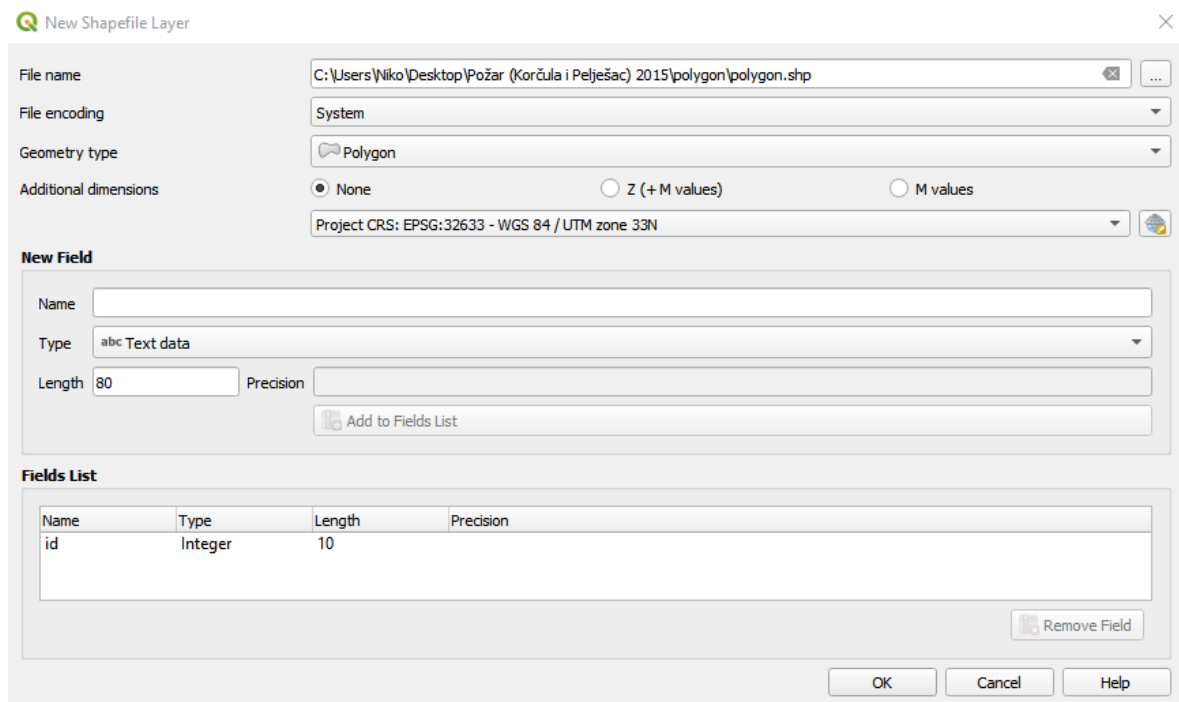 New Shapefile Layer
File name C:\Users\Niko\Desktop\Požar (Korčula i Pelješac) 2015\polygon\polygon.shp ...
File encoding System
Geometry type Polygon
Additional dimensions None Z (+ M values) M values
Project CRS: EPSG:32633 - WGS 84 / UTM zone 33N
New Field
Name
Type abc Text data
Length 80 Precision
Add to Fields List
Fields List
Name Type Length Precision
id Integer 10
Remove Field
OK Cancel Help